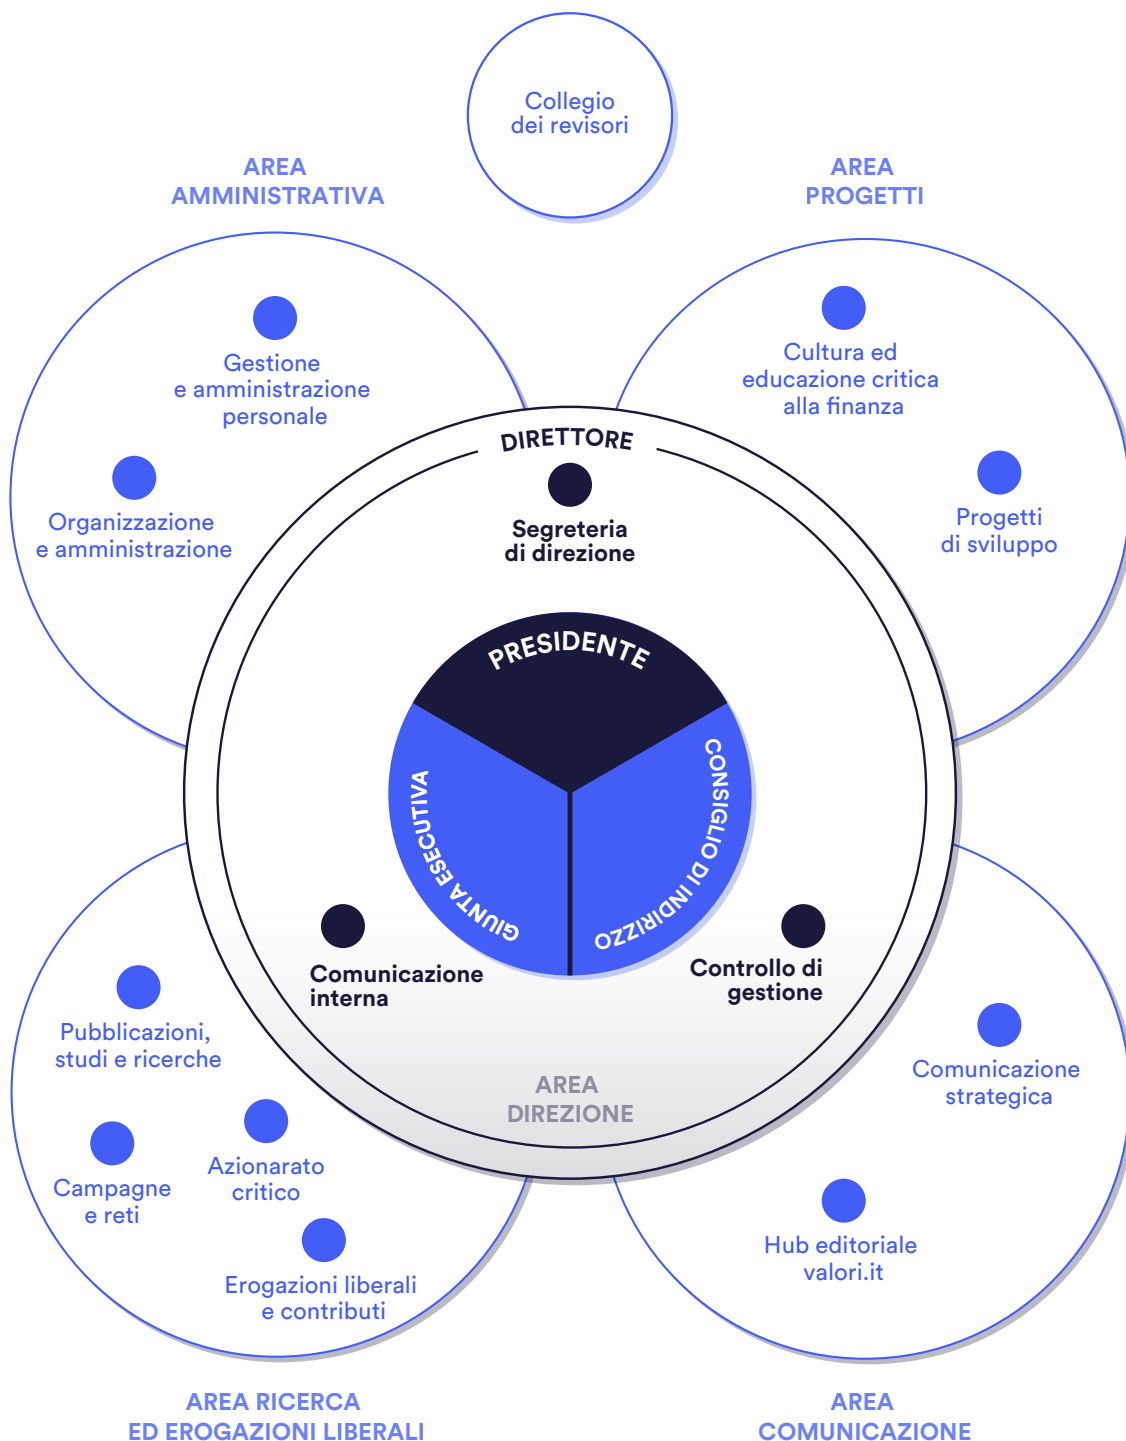 Collegio
dei revisori
AREA
AMMINISTRATIVA
AREA
PROGETTI
Gestione
e amministrazione
personale
Organizzazione
e amministrazione
Cultura ed
educazione critica
alla finanza
Progetti
di sviluppo
DIRETTORE
Segreteria
di direzione
PRESIDENTE
GIUNTA ESECUTIVA
CONSIGLIO DI INDIRIZZO
Comunicazione
interna
Controllo di
gestione
AREA
DIREZIONE
Pubblicazioni,
studi e ricerche
Campagne
e reti
Azionarato
critico
Erogazioni liberali
e contributi
Comunicazione
strategica
Hub editoriale
valori.it
AREA RICERCA
ED EROGAZIONI LIBERALI
AREA
COMUNICAZIONE